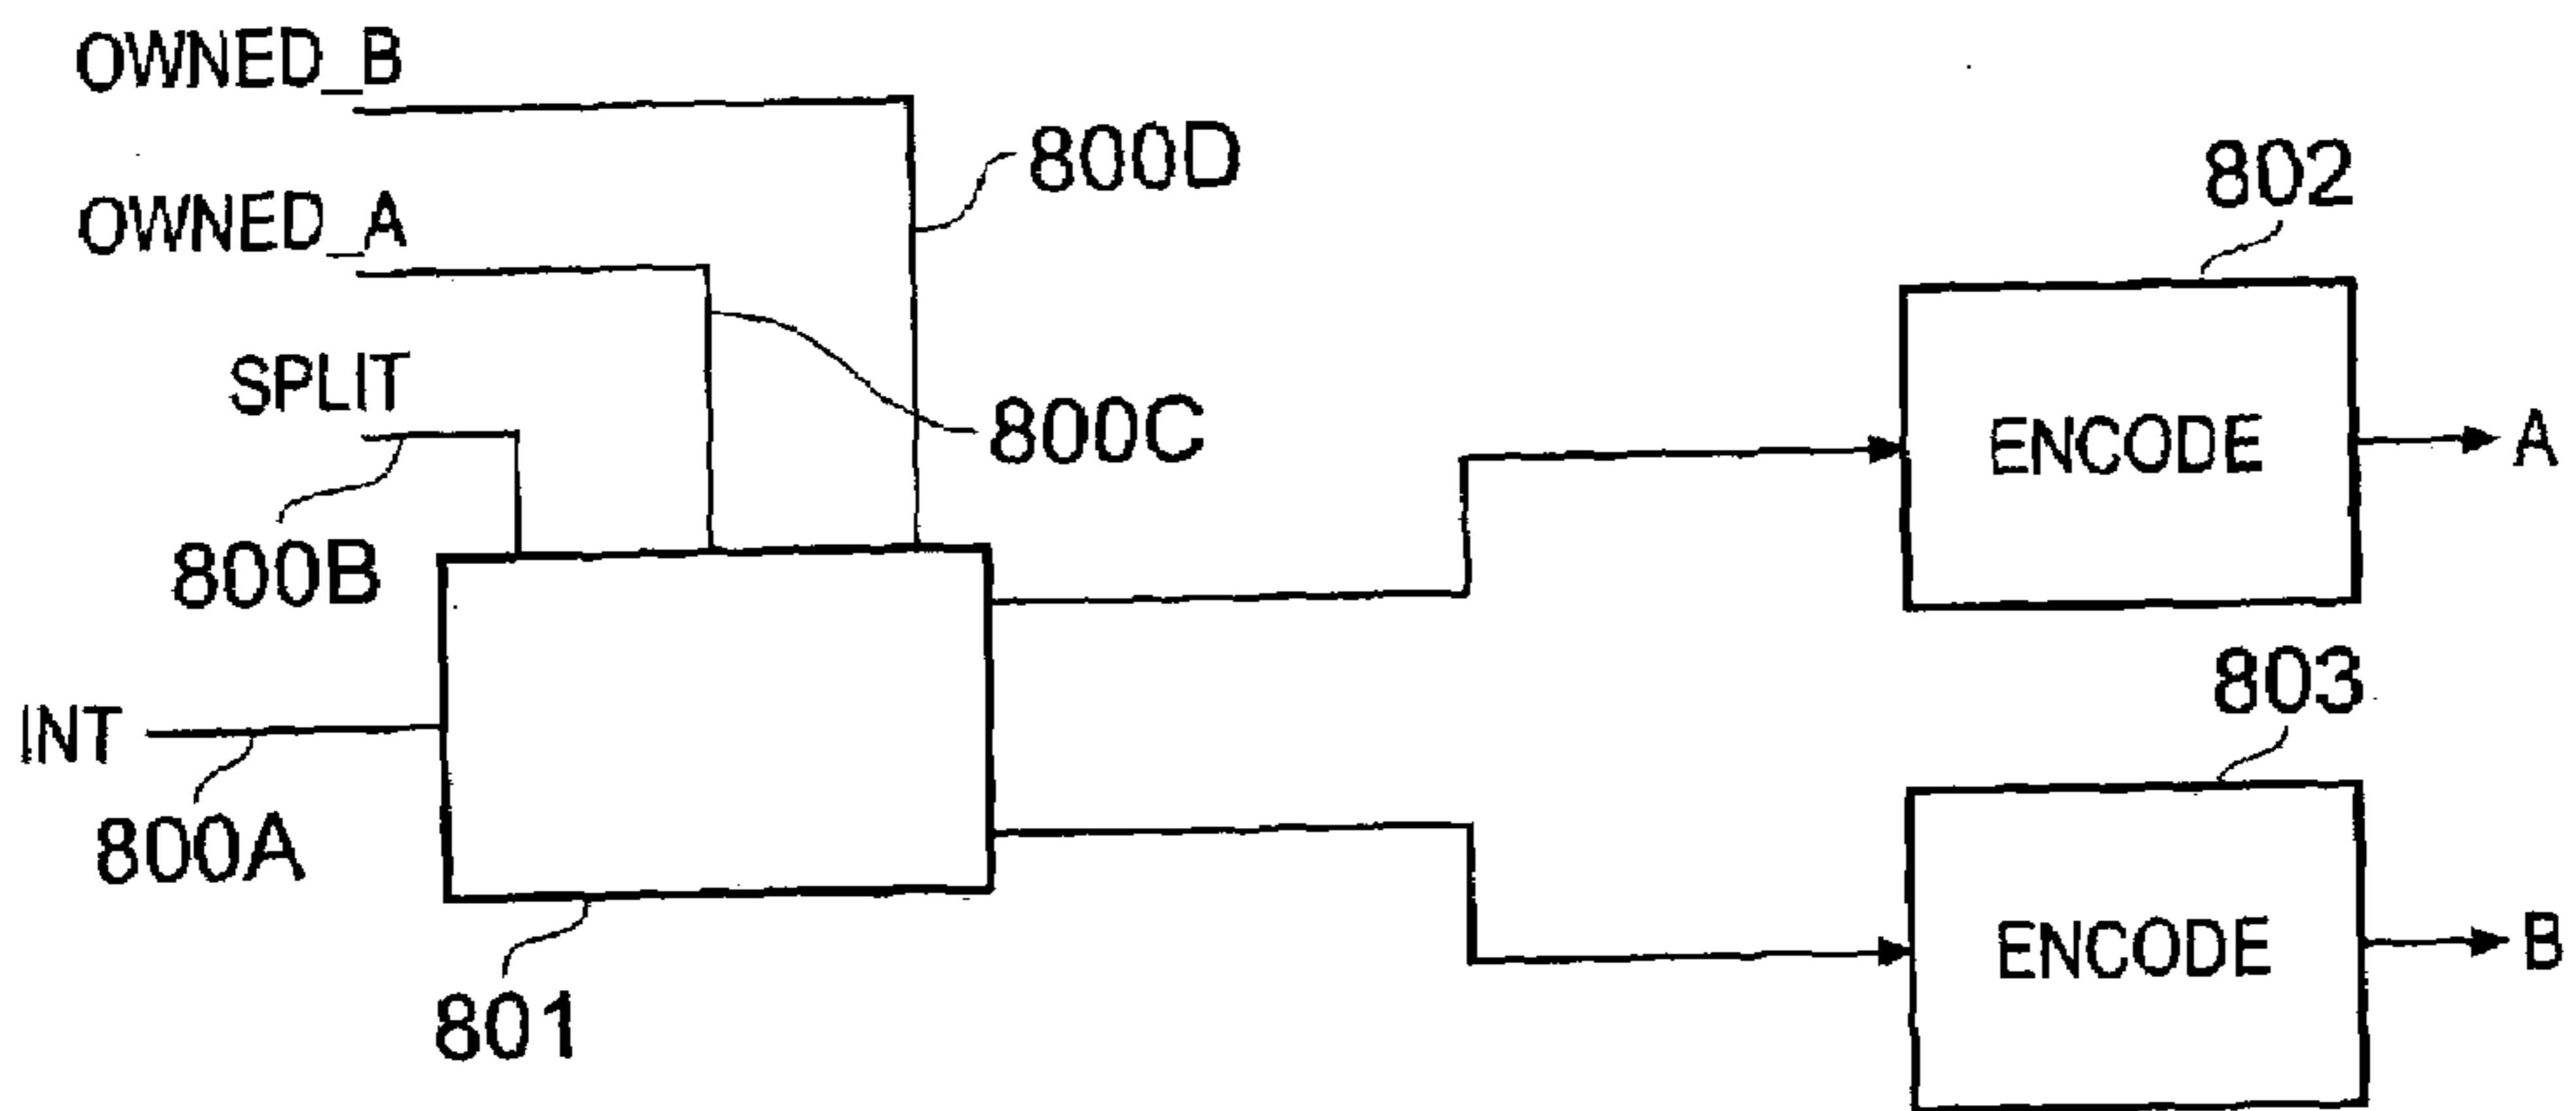 OWNED_B
800D
802
OWNED_A
SPLIT
800C
ENCODE
A
800B
803
INT
800A
ENCODE
B
801